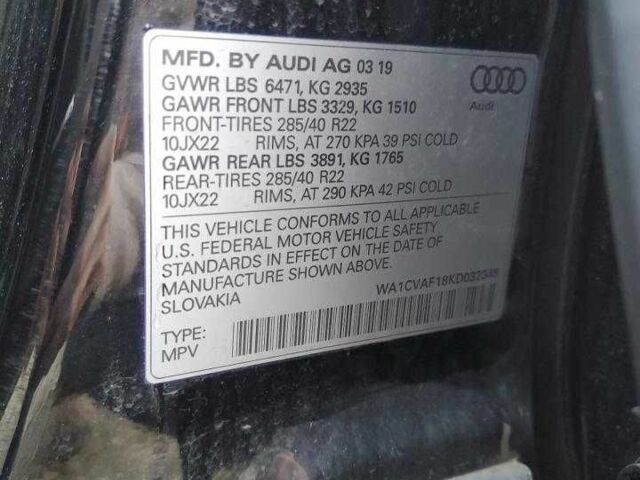 MFD. BY AUDI AG 03 19
GVWR LBS 6471, KG 2935
GAWR FRONT LBS 3329, KG 1510
FRONT-TIRES 285/40 R22
10JX22 RIMS, AT 270 KPA 39 PSI COLD
GAWR REAR LBS 3891, KG 1765
REAR-TIRES 285/40 R22
10JX22 RIMS, AT 290 KPA 42 PSI COLD
Audi
THIS VEHICLE CONFORMS TO ALL APPLICABLE
U.S. FEDERAL MOTOR VEHICLE SAFETY
STANDARDS IN EFFECT ON THE DATE OF
MANUFACTURE SHOWN ABOVE.
SLOVAKIA
TYPE:
MPV